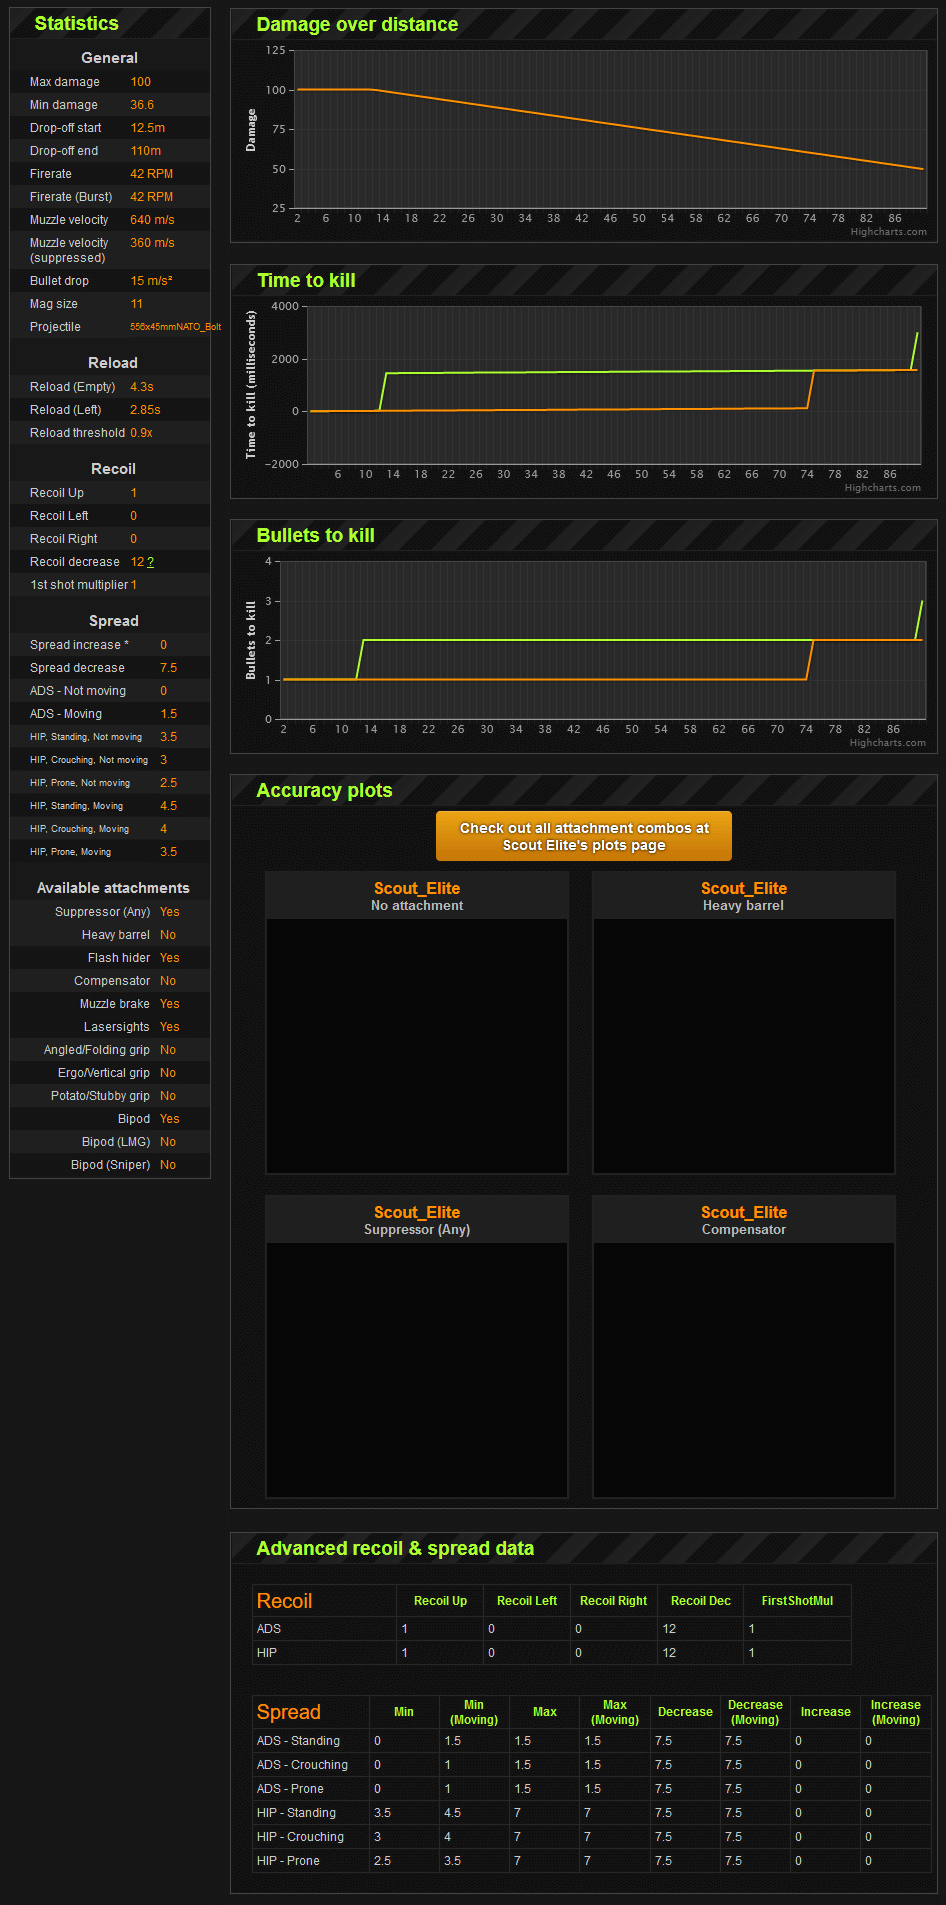 Statistics
General
Max damage 100
Min damage 36.6
Drop-off start 12.5m
Drop-off end 110m
Firerate 42 RPM
Firerate (Burst) 42 RPM
Muzzle velocity 640 m/s
Muzzle velocity (suppressed) 360 m/s
Bullet drop 15 m/s²
Mag size 11
Projectile 556x45mmNATO_Bolt
Reload
Reload (Empty) 4.3s
Reload (Left) 2.85s
Reload threshold 0.9x
Recoil
Recoil Up 1
Recoil Left 0
Recoil Right 0
Recoil decrease 12 ?
1st shot multiplier 1
Spread
Spread increase * 0
Spread decrease 7.5
ADS - Not moving 0
ADS - Moving 1.5
HIP, Standing, Not moving 3.5
HIP, Crouching, Not moving 3
HIP, Prone, Not moving 2.5
HIP, Standing, Moving 4.5
HIP, Crouching, Moving 4
HIP, Prone, Moving 3.5
Available attachments
Suppressor (Any) Yes
Heavy barrel No
Flash hider Yes
Compensator No
Muzzle brake Yes
Lasersights Yes
Angled/Folding grip No
Ergo/Vertical grip No
Potato/Stubby grip No
Bipod Yes
Bipod (LMG) No
Bipod (Sniper) No
Damage over distance
Damage
125
100
75
50
25
2 6 10 14 18 22 26 30 34 38 42 46 50 54 58 62 66 70 74 78 82 86
Highcharts.com
Time to kill
Time to kill (milliseconds)
4000
2000
0
−2000
6 10 14 18 22 26 30 34 38 42 46 50 54 58 62 66 70 74 78 82 86
Highcharts.com
Bullets to kill
Bullets to kill
4
3
2
1
0
2 6 10 14 18 22 26 30 34 38 42 46 50 54 58 62 66 70 74 78 82 86
Highcharts.com
Accuracy plots
Check out all attachment combos at
Scout Elite's plots page
Scout_Elite
No attachment
Scout_Elite
Heavy barrel
Scout_Elite
Suppressor (Any)
Scout_Elite
Compensator
Advanced recoil & spread data
Recoil Recoil Up Recoil Left Recoil Right Recoil Dec FirstShotMul
ADS 1 0 0 12 1
HIP 1 0 0 12 1
Spread Min Min (Moving) Max Max (Moving) Decrease Decrease (Moving) Increase Increase (Moving)
ADS - Standing 0 1.5 1.5 1.5 7.5 7.5 0 0
ADS - Crouching 0 1 1.5 1.5 7.5 7.5 0 0
ADS - Prone 0 1 1.5 1.5 7.5 7.5 0 0
HIP - Standing 3.5 4.5 7 7 7.5 7.5 0 0
HIP - Crouching 3 4 7 7 7.5 7.5 0 0
HIP - Prone 2.5 3.5 7 7 7.5 7.5 0 0